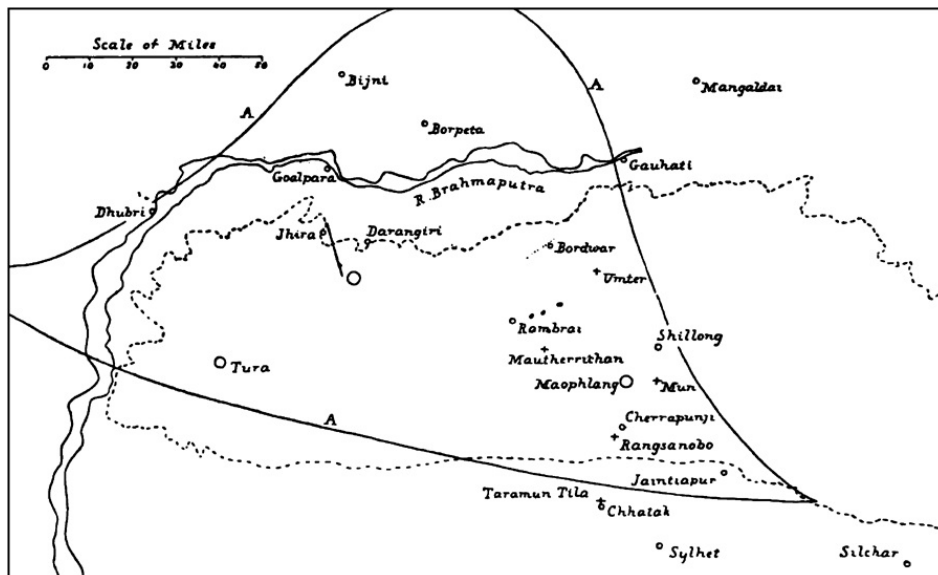 Scale of Miles
0 10 20 30 40 50
A
A
Bijni
Mangaldai
Borpeta
Goalpara
Gauhati
R. Brahmaputra
Dhubri
Jhira
Darangiri
Bordwar
Umter
Rambrai
Shillong
Mautherrithan
Tura
Maophlang
Mun
Cherrapunji
A
Rangsanobo
Jaintiapur
Taramun Tila
Chhatak
Sylhet
Silchar